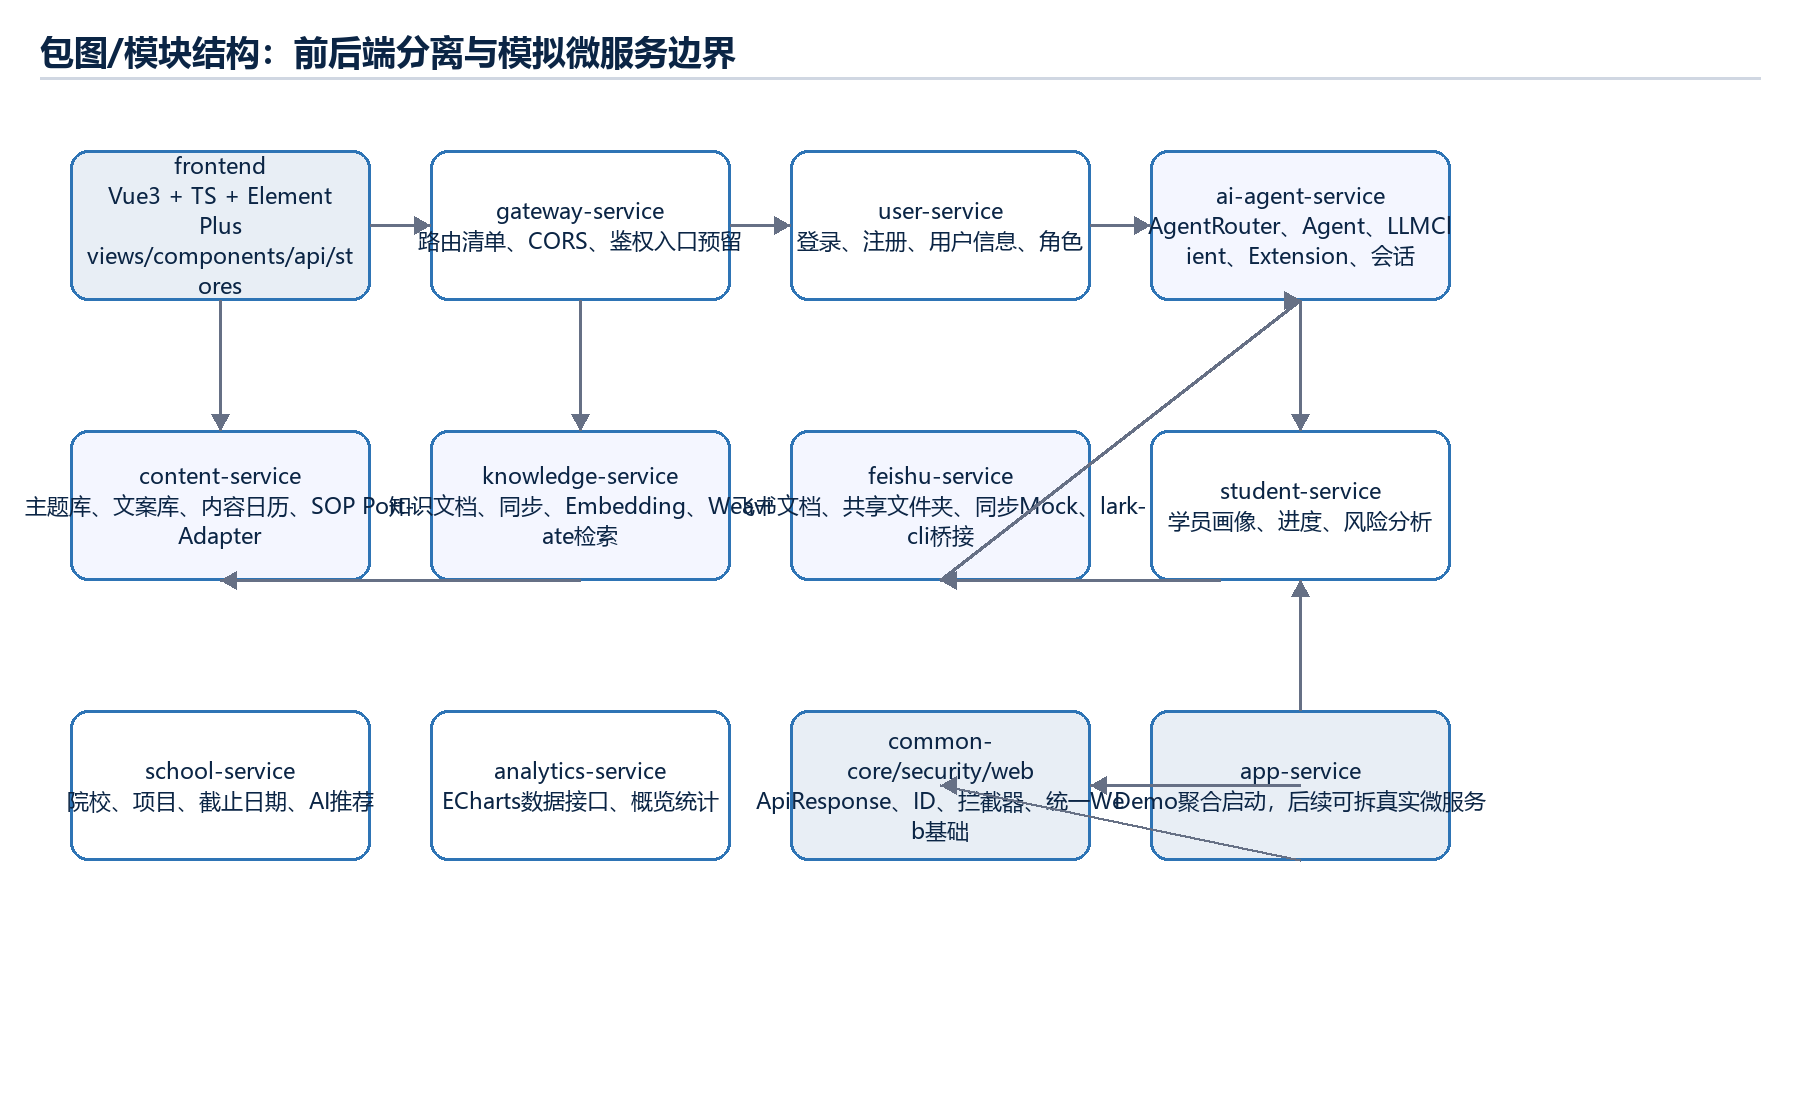 包图/模块结构：前后端分离与模拟微服务边界
frontend
Vue3 + TS + Element
Plus
views/components/api/st
ores
gateway-service
路由清单、CORS、鉴权入口预留
user-service
登录、注册、用户信息、角色
ai-agent-service
AgentRouter、Agent、LLMCl
ient、Extension、会话
content-service
主题库、文案库、内容日历、SOP Port-
Adapter
knowledge-service
知识文档、同步、Embedding、Weavi
ate检索
feishu-service
飞书文档、共享文件夹、同步Mock、lark-
cli桥接
student-service
学员画像、进度、风险分析
school-service
院校、项目、截止日期、AI推荐
analytics-service
ECharts数据接口、概览统计
common-
core/security/web
ApiResponse、ID、拦截器、统一We
b基础
app-service
Demo聚合启动，后续可拆真实微服务